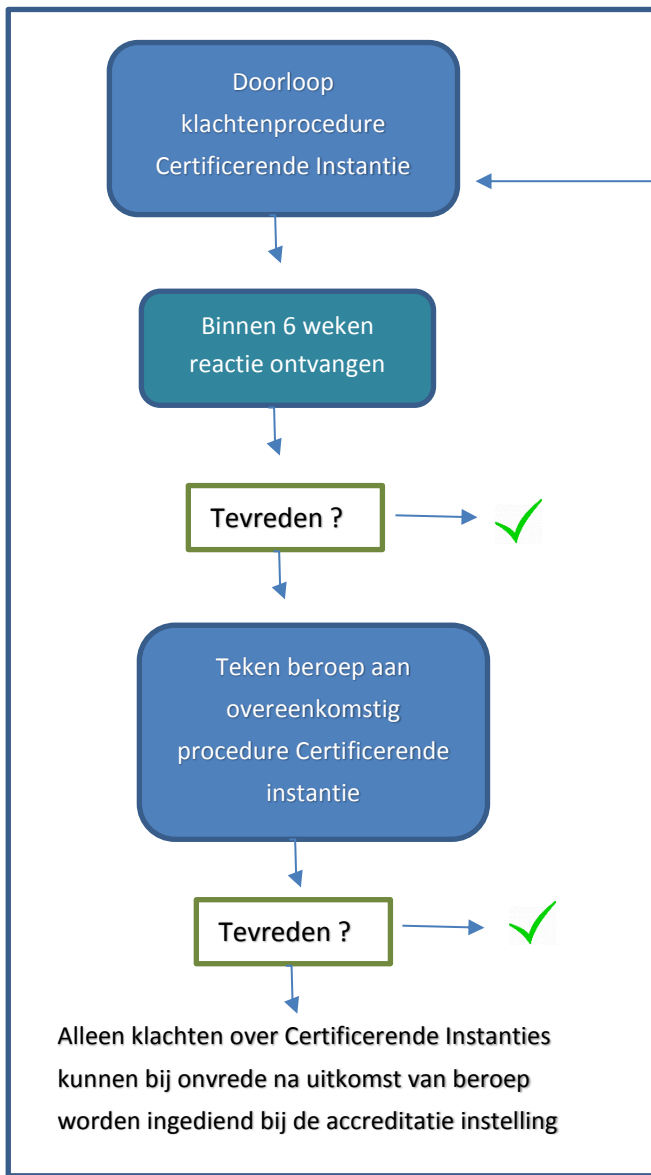 Doorloop
klachtenprocedure
Certificerende Instantie
Binnen 6 weken
reactie ontvangen
Tevreden ?
Teken beroep aan
overeenkomstig
procedure Certificerende
instantie
Tevreden ?
Alleen klachten over Certificerende Instanties
kunnen bij onvrede na uitkomst van beroep
worden ingediend bij de accreditatie instelling